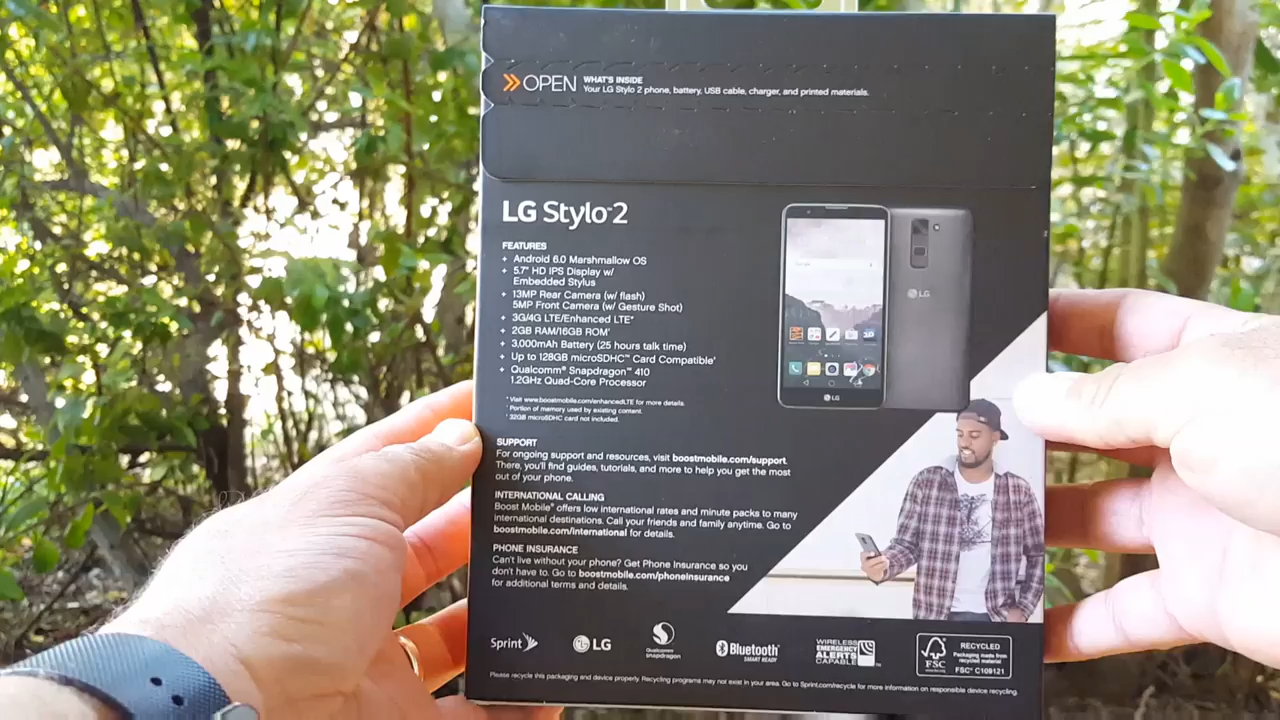 OPEN WHAT'S INSIDE
Your LG Stylo 2 phone, battery, USB cable, charger, and printed materials.
LG Stylo™2
FEATURES
+ Android 6.0 Marshmallow OS
+ 5.7" HD IPS Display w/
Embedded Stylus
+ 13MP Rear Camera (w/ flash)
5MP Front Camera (w/ Gesture Shot)
+ 3G/4G LTE/Enhanced LTE*
+ 2GB RAM/16GB ROM†
+ 3,000mAh Battery (25 hours talk time)
+ Up to 128GB microSDHC™ Card Compatible‡
+ Qualcomm® Snapdragon™ 410
1.2GHz Quad-Core Processor
* Visit www.boostmobile.com/enhancedLTE for more details.
† Portion of memory used by existing content.
‡ 32GB microSDHC card not included.
LG
LG
SUPPORT
For ongoing support and resources, visit boostmobile.com/support.
There, you'll find guides, tutorials, and more to help you get the most
out of your phone.
INTERNATIONAL CALLING
Boost Mobile® offers low international rates and minute packs to many
international destinations. Call your friends and family anytime. Go to
boostmobile.com/international for details.
PHONE INSURANCE
Can't live without your phone? Get Phone Insurance so you
don't have to. Go to boostmobile.com/phoneinsurance
for additional terms and details.
Sprint
LG
Qualcomm
snapdragon
Bluetooth®
SMART READY
WIRELESS
EMERGENCY
ALERTS
CAPABLE™
FSC
RECYCLED
Packaging made from
recycled material
FSC® C109121
Please recycle this packaging and device properly. Recycling programs may not exist in your area. Go to Sprint.com/recycle for more information on responsible device recycling.